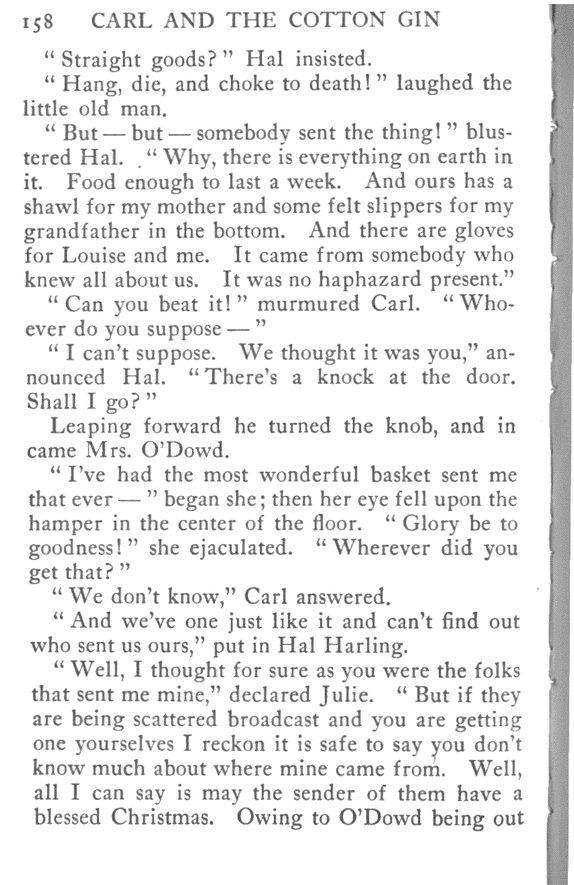 158 CARL AND THE COTTON GIN
“ Straight goods? ” Hal insisted.
“ Hang, die, and choke to death! ” laughed the
little old man.
“ But — but — somebody sent the thing! ” blus-
tered Hal. “ Why, there is everything on earth in
it. Food enough to last a week. And ours has a
shawl for my mother and some felt slippers for my
grandfather in the bottom. And there are gloves
for Louise and me. It came from somebody who
knew all about us. It was no haphazard present.”
“ Can you beat it! ” murmured Carl. “ Who-
ever do you suppose — ”
“ I can’t suppose. We thought it was you,” an-
nounced Hal. “ There’s a knock at the door.
Shall I go? ”
Leaping forward he turned the knob, and in
came Mrs. O’Dowd.
“ I’ve had the most wonderful basket sent me
that ever — ” began she; then her eye fell upon the
hamper in the center of the floor. “ Glory be to
goodness! ” she ejaculated. “ Wherever did you
get that? ”
“ We don’t know,” Carl answered.
“ And we’ve one just like it and can’t find out
who sent us ours,” put in Hal Harling.
“ Well, I thought for sure as you were the folks
that sent me mine,” declared Julie. “ But if they
are being scattered broadcast and you are getting
one yourselves I reckon it is safe to say you don’t
know much about where mine came from. Well,
all I can say is may the sender of them have a
blessed Christmas. Owing to O’Dowd being out